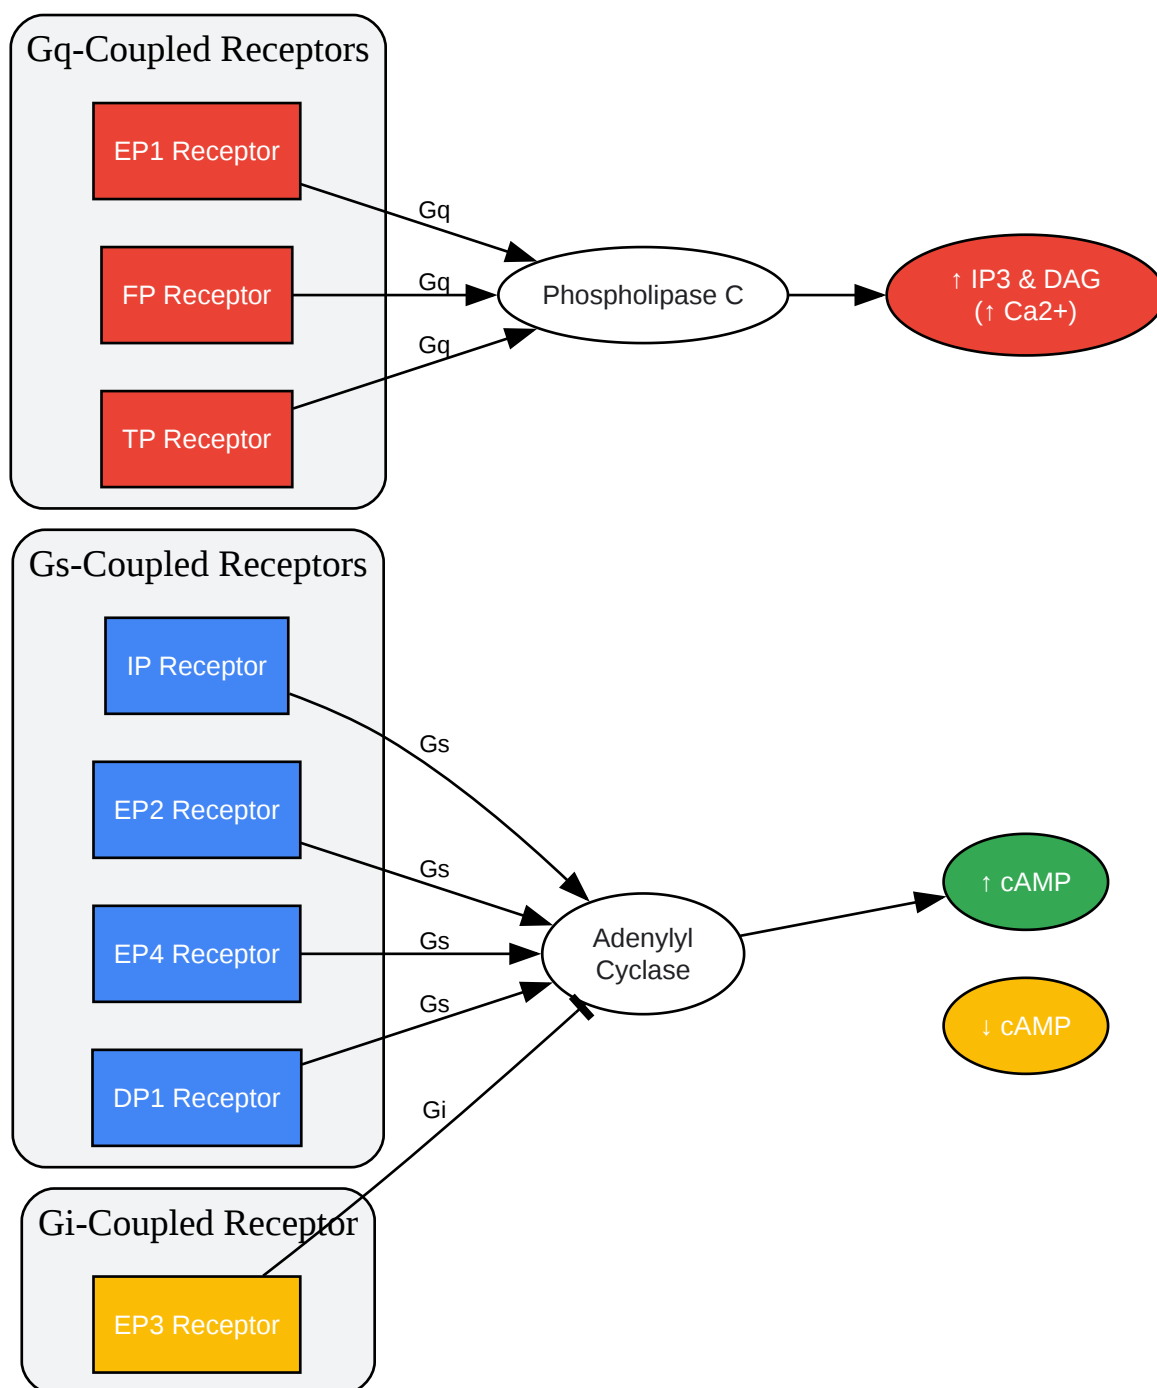 Gq-Coupled Receptors
EP1 Receptor
Gq
FP Receptor
Gq
Phospholipase C
↑ IP3 & DAG
(↑ Ca2+)
Gq
TP Receptor
Gs-Coupled Receptors
IP Receptor
Gs
EP2 Receptor
Gs
EP4 Receptor
Gs
Adenylyl
Cyclase
↑ cAMP
↓ cAMP
Gs
DP1 Receptor
Gi
Gi-Coupled Receptor
EP3 Receptor